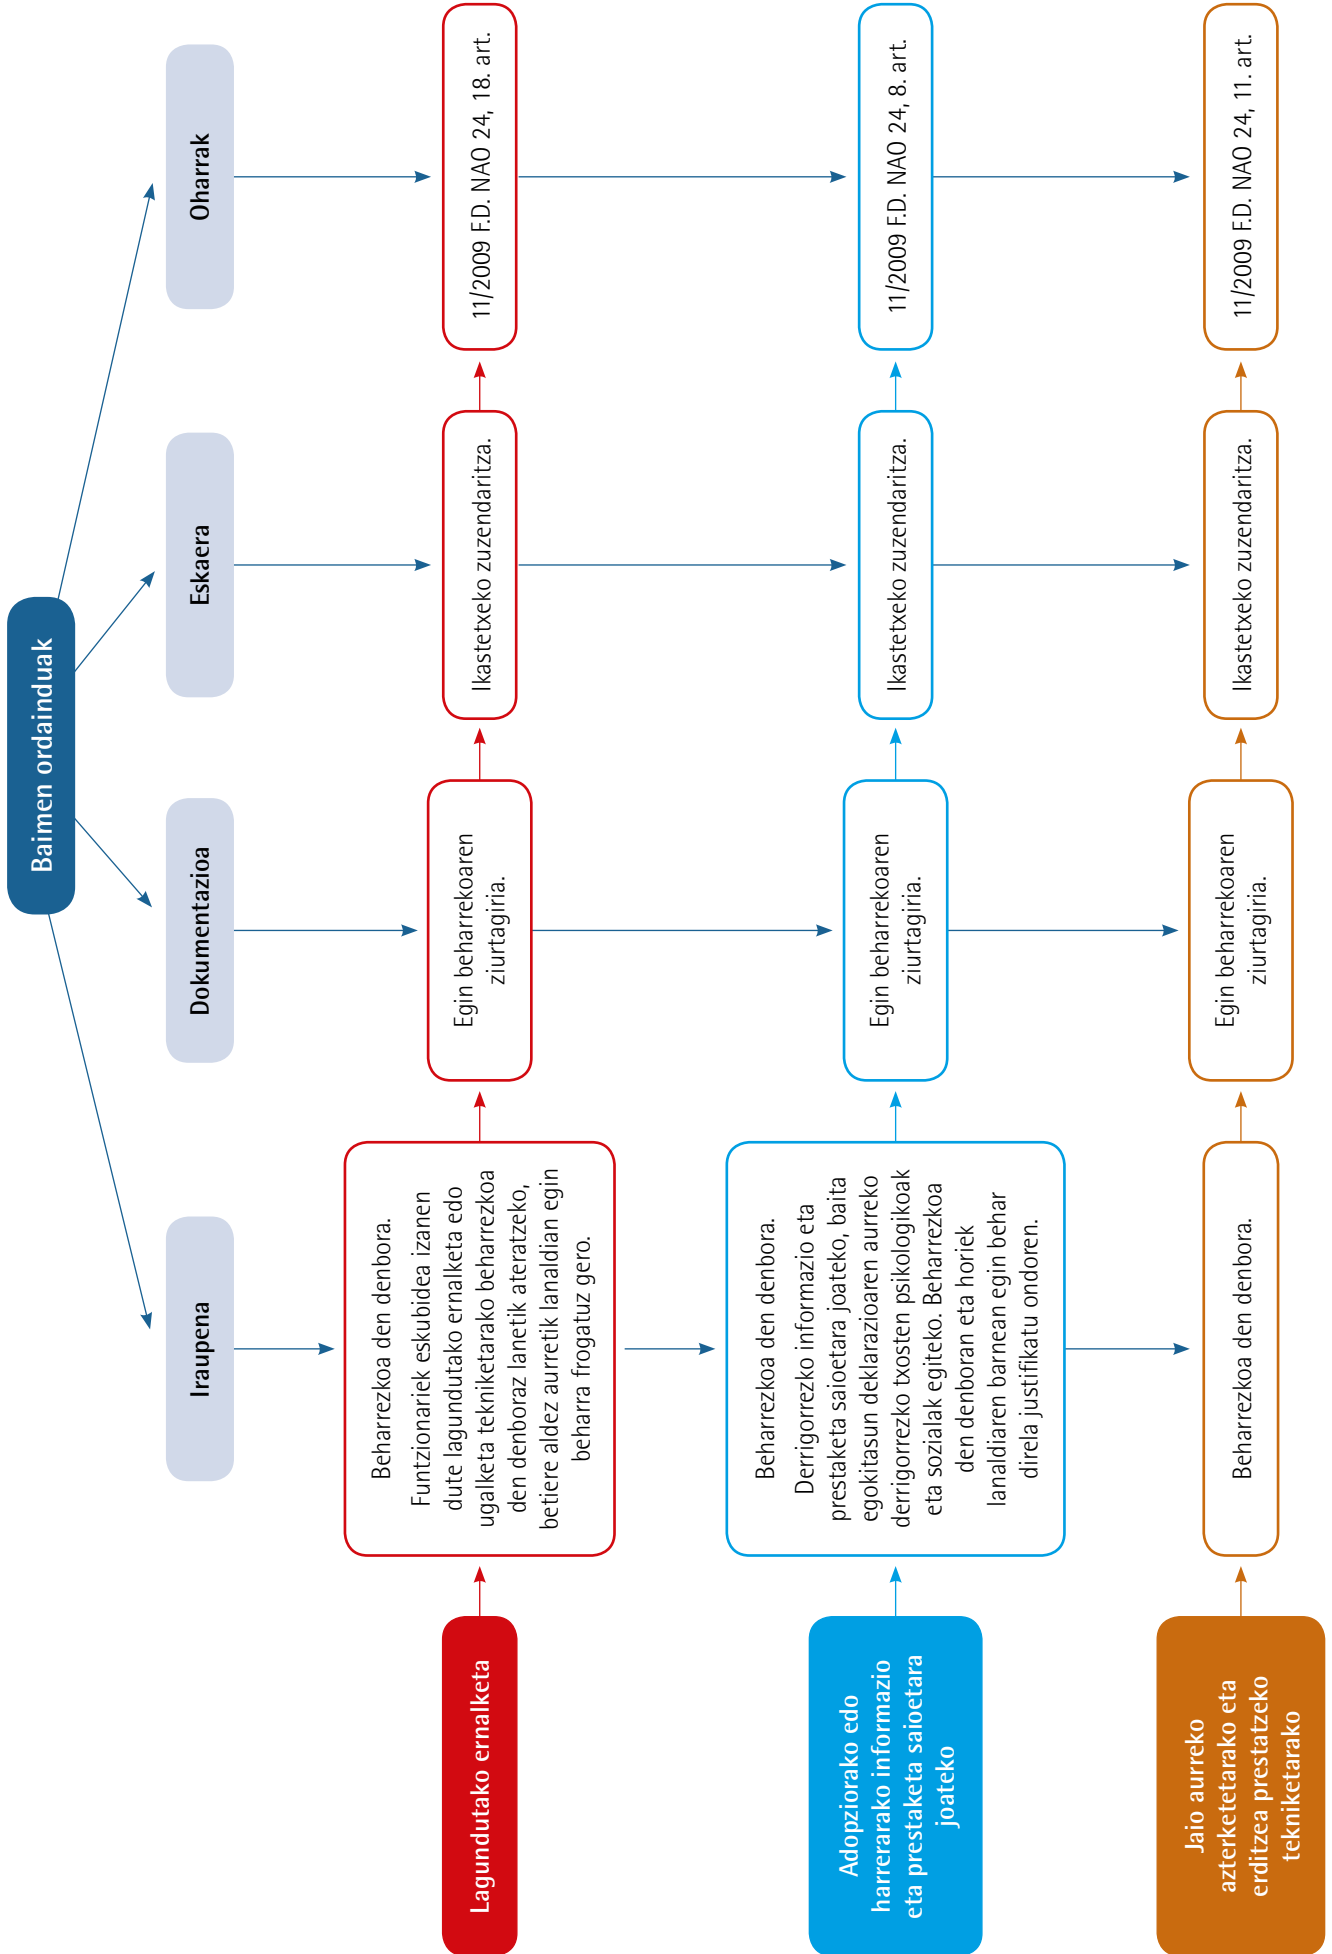 Baimen ordainduak
Iraupena
Dokumentazioa
Eskaera
Oharrak
Lagundutako ernalketa
Beharrezkoa den denbora.
Funtzionariek eskubidea izanen
dute lagundutako ernalketa edo
ugalketa tekniketarako beharrezkoa
den denboraz lanetik ateratzeko,
betiere aldez aurretik lanaldian egin
beharra frogatuz gero.
Egin beharrekoaren
ziurtagiria.
Ikastetxeko zuzendaritza.
11/2009 F.D. NAO 24, 18. art.
Adopziorako edo
harrerarako informazio
eta prestaketa saioetara
joateko
Beharrezkoa den denbora.
Derrigorrezko informazio eta
prestaketa saioetara joateko, baita
egokitasun deklarazioaren aurreko
derrigorrezko txosten psikologikoak
eta sozialak egiteko. Beharrezkoa
den denboran eta horiek
lanaldiaren barnean egin behar
direla justifikatu ondoren.
Egin beharrekoaren
ziurtagiria.
Ikastetxeko zuzendaritza.
11/2009 F.D. NAO 24, 8. art.
Jaio aurreko
azterketetarako eta
erditzea prestatzeko
tekniketarako
Beharrezkoa den denbora.
Egin beharrekoaren
ziurtagiria.
Ikastetxeko zuzendaritza.
11/2009 F.D. NAO 24, 11. art.